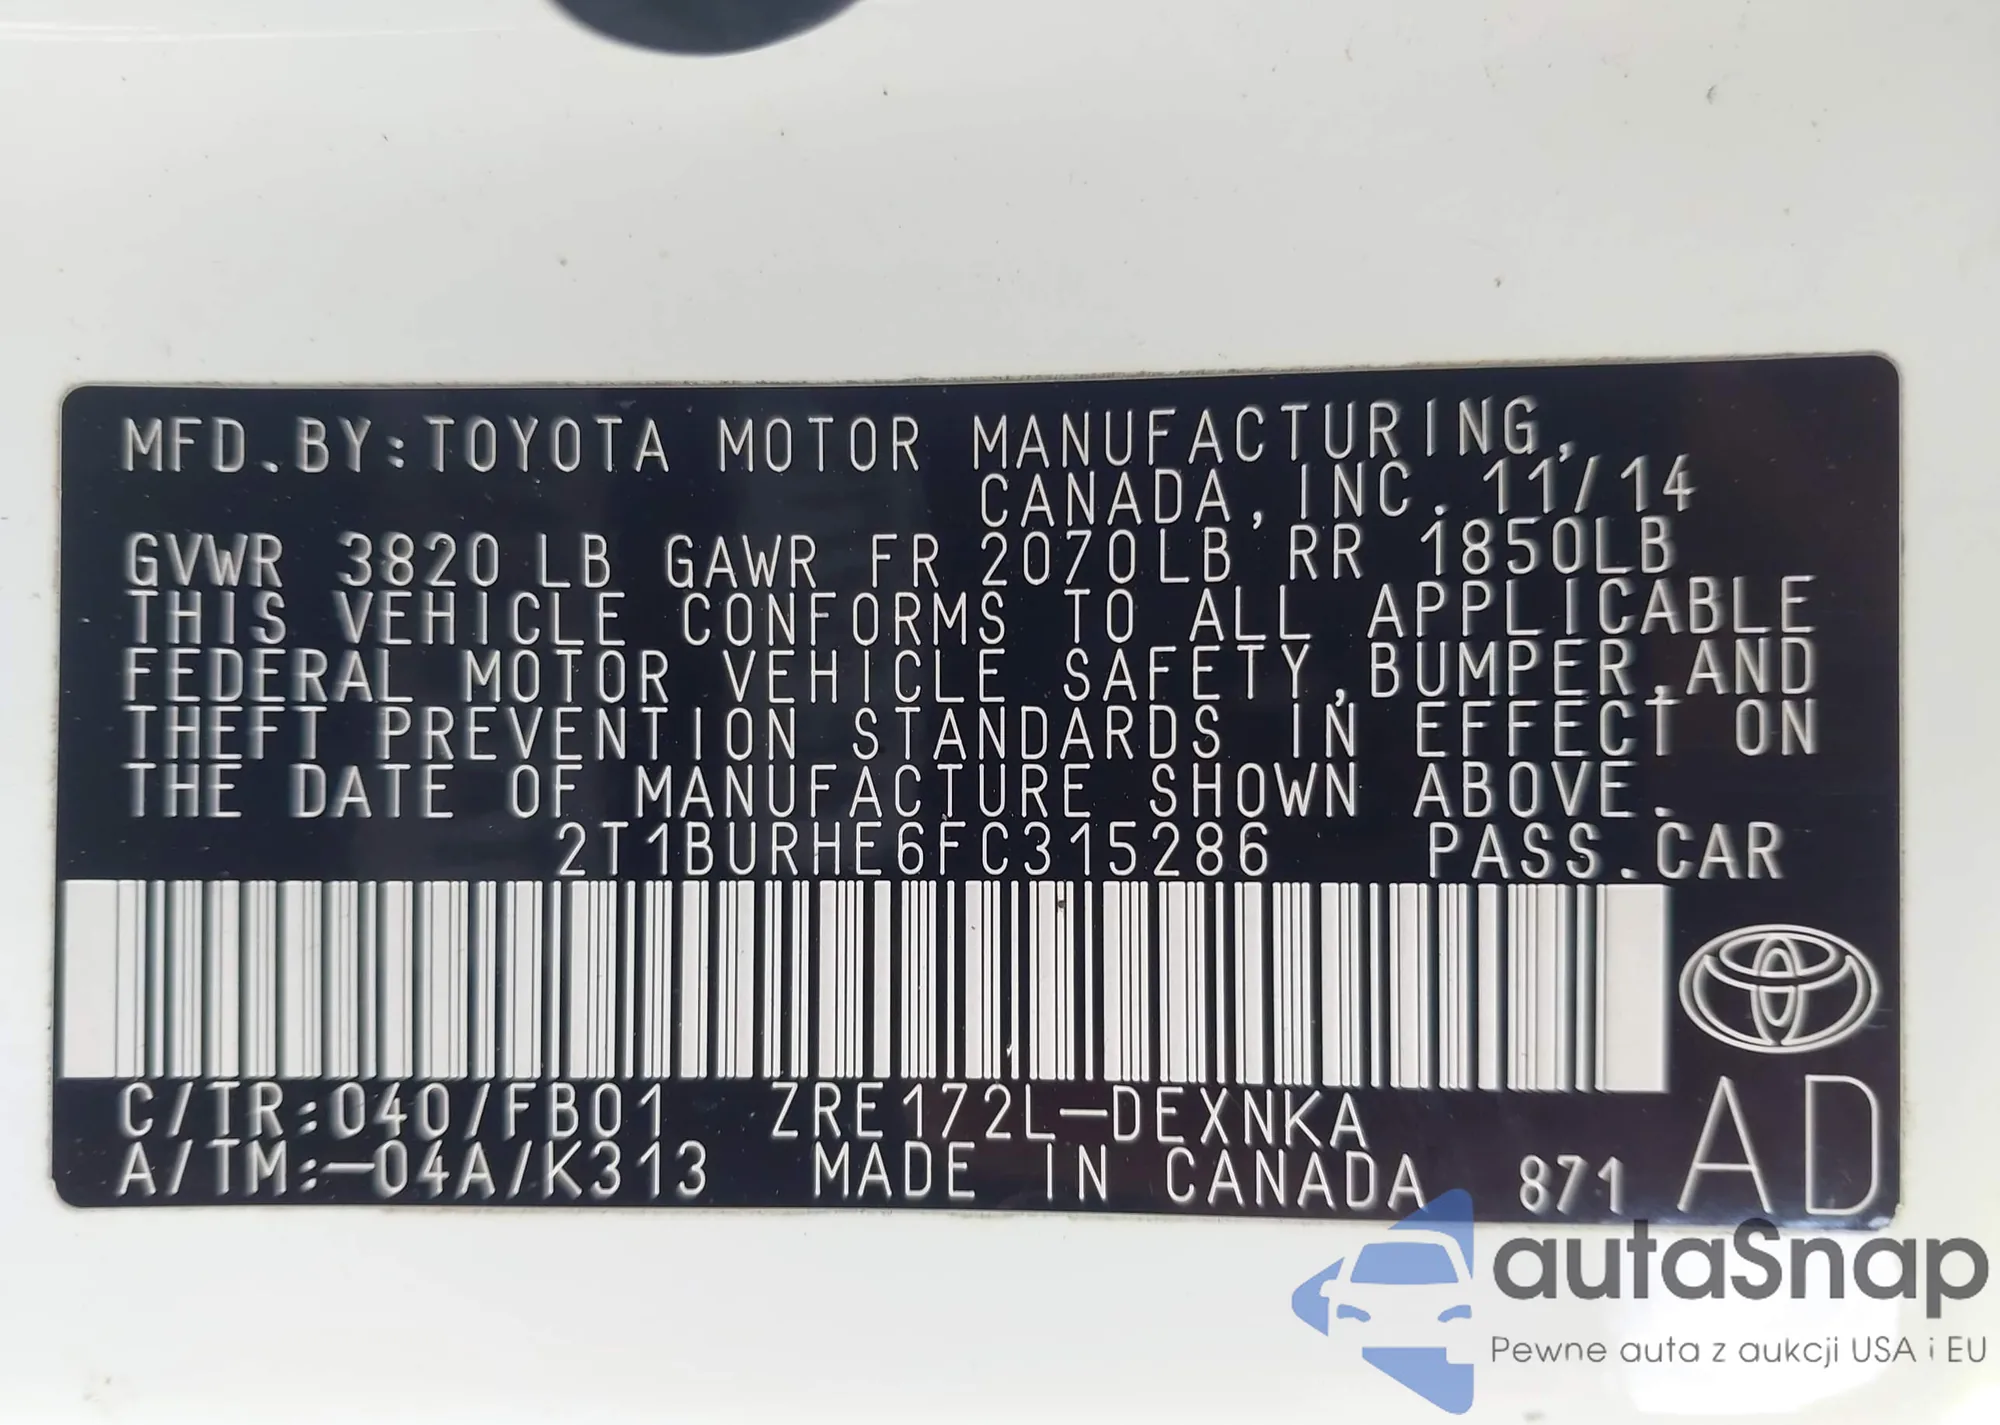 MFD.BY:TOYOTA MOTOR MANUFACTURING,
CANADA,INC. 11/14
GVWR 3820 LB GAWR FR 2070LB RR 1850LB
THIS VEHICLE CONFORMS TO ALL APPLICABLE
FEDERAL MOTOR VEHICLE SAFETY,BUMPER,AND
THEFT PREVENTION STANDARDS IN EFFECT ON
THE DATE OF MANUFACTURE SHOWN ABOVE.
2T1BURHE6FC315286 PASS.CAR
C/TR:040/FB01 ZRE172L-DEXNKA
A/TM:-04A/K313 MADE IN CANADA 871 AD
autaSnap
Pewne auta z aukcji USA i EU